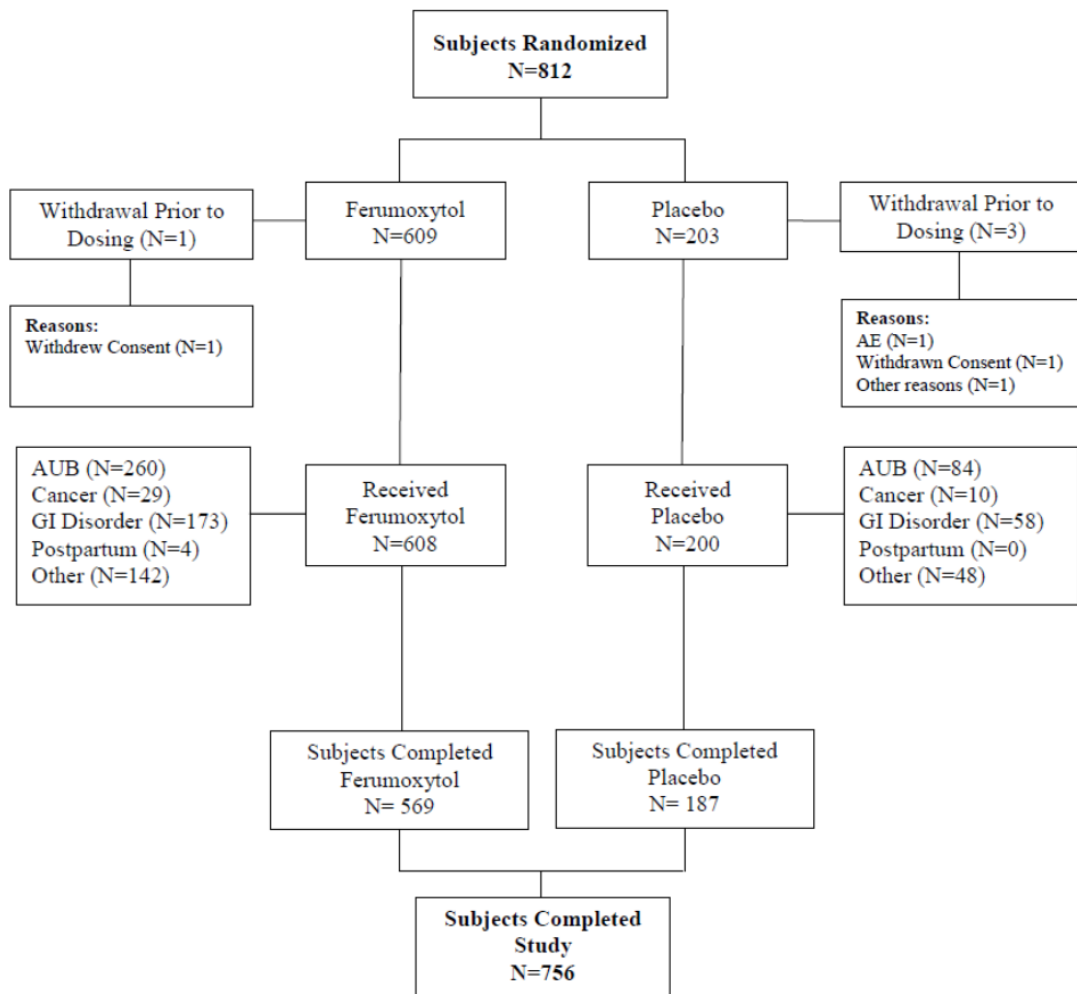 Subjects Randomized
N=812
Withdrawal Prior to
Dosing (N=1)
Ferumoxytol
N=609
Placebo
N=203
Withdrawal Prior to
Dosing (N=3)
Reasons:
Withdrew Consent (N=1)
Reasons:
AE (N=1)
Withdrawn Consent (N=1)
Other reasons (N=1)
AUB (N=260)
Cancer (N=29)
GI Disorder (N=173)
Postpartum (N=4)
Other (N=142)
Received
Ferumoxytol
N=608
Received
Placebo
N=200
AUB (N=84)
Cancer (N=10)
GI Disorder (N=58)
Postpartum (N=0)
Other (N=48)
Subjects Completed
Ferumoxytol
N= 569
Subjects Completed
Placebo
N= 187
Subjects Completed
Study
N=756